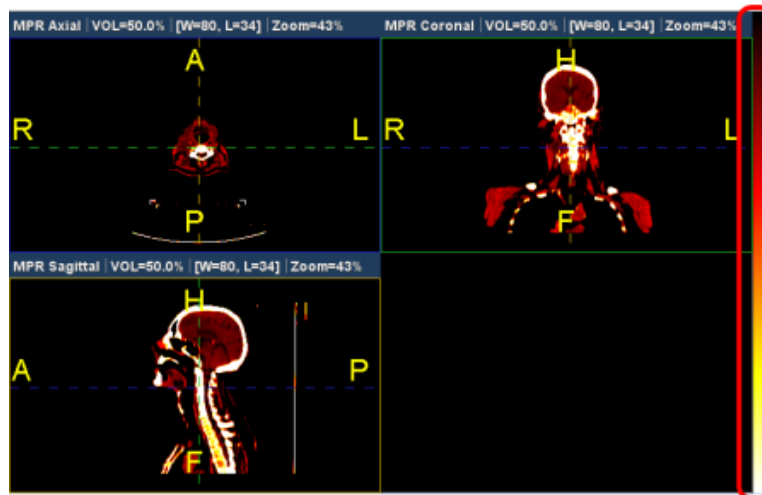 MPR Axial | VOL=50.0% | [W=80, L=34] | Zoom=43%
A
R L
P
MPR Coronal | VOL=50.0% | [W=80, L=34] | Zoom=43%
H
R L
F
MPR Sagittal | VOL=50.0% | [W=80, L=34] | Zoom=43%
H
A P
F